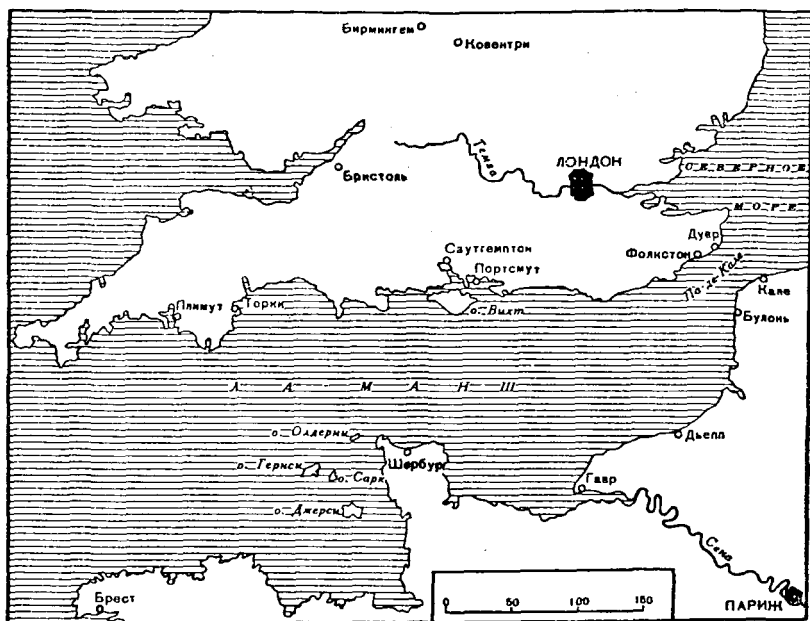 Бирмингем
Ковентри
Темза
ЛОНДОН
Бристоль
СЕВЕРНОЕ
МОРЕ
Дувр
Саутгемптон
Фолкстон
Портсмут
Па-де-Кале
Кале
Плимут
Торки
о. Вихт
Булонь
ЛАМАНШ
о. Олдерни
Дьепп
Шербур
о. Гернси
о. Сарк
Гавр
о. Джерси
Сена
Брест
ПАРИЖ
0 50 100 150